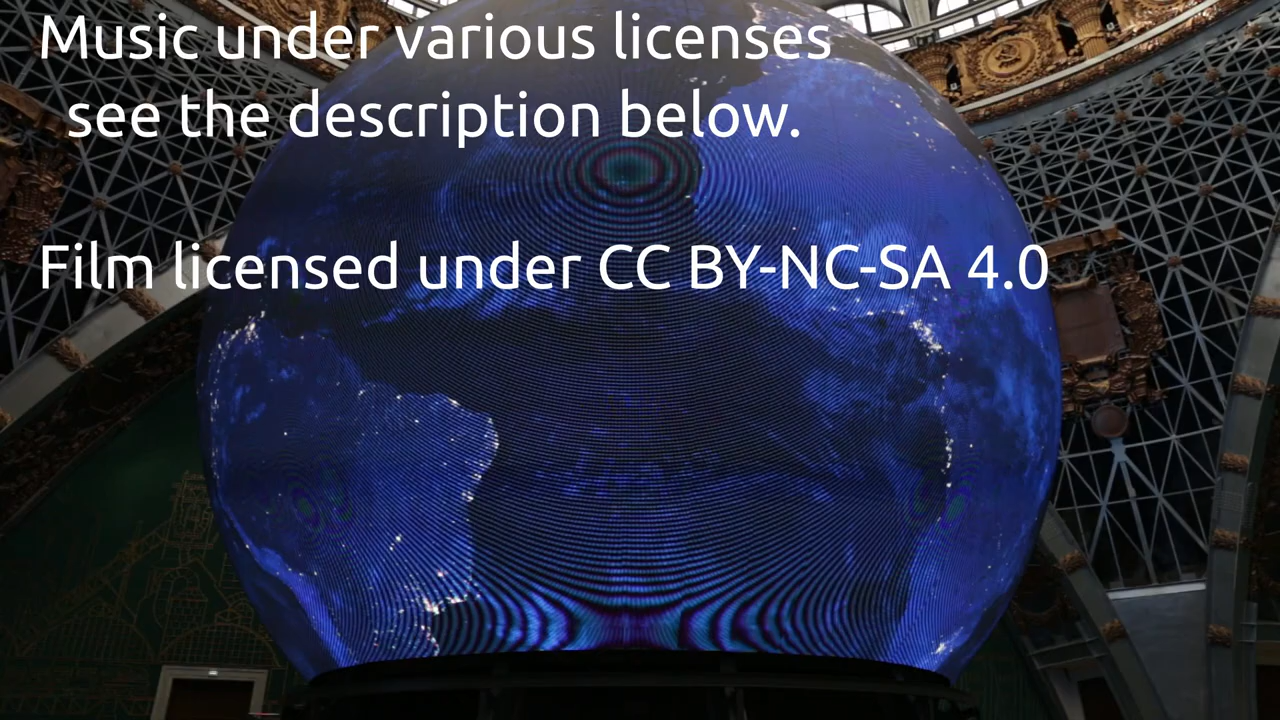 Music under various licenses
see the description below.
Film licensed under CC BY-NC-SA 4.0